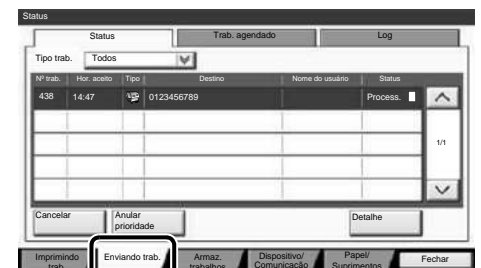 Status
Status Trab. agendado Log
Tipo trab. Todos
Nº trab. Hor. aceito Tipo Destino Nome do usuário Status
438 14:47 0123456789 Process.
1/1
Cancelar Anular prioridade Detalhe
Imprimindo trab. Enviando trab. Armaz. trabalhos Dispositivo/ Comunicação Papel/ Suprimentos Fechar